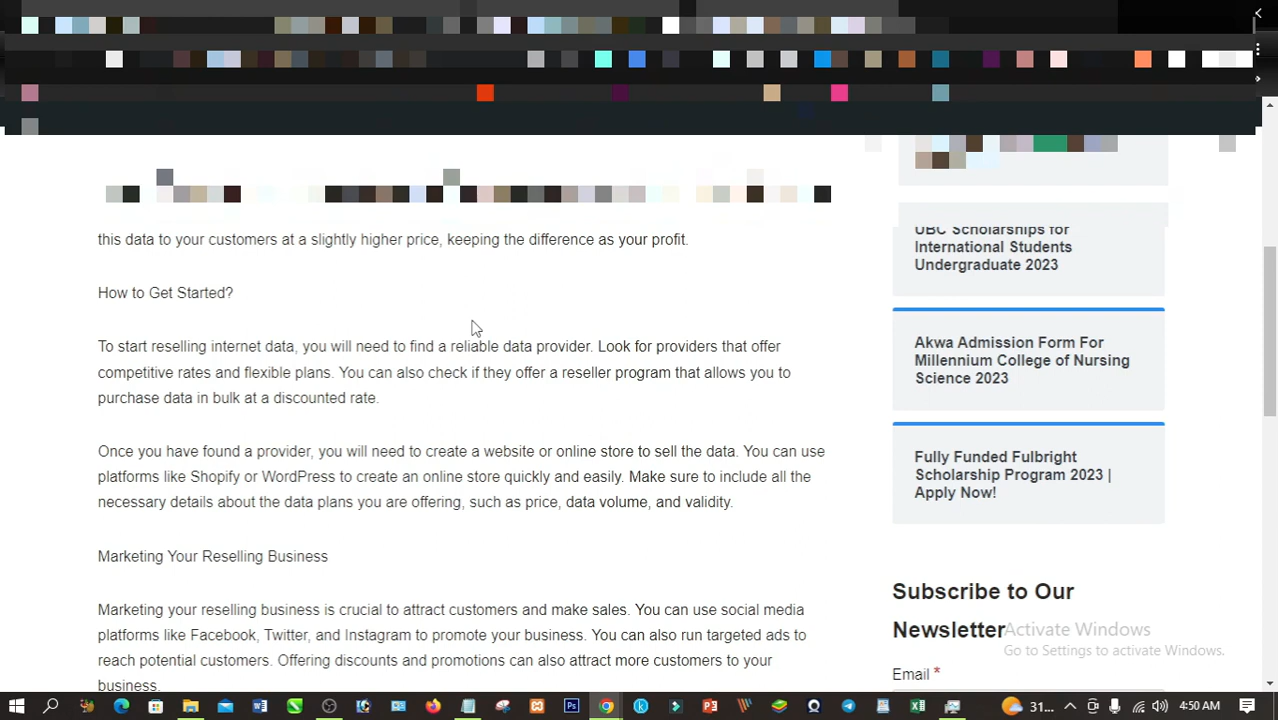 this data to your customers at a slightly higher price, keeping the difference as your profit.
How to Get Started?
To start reselling internet data, you will need to find a reliable data provider. Look for providers that offer
competitive rates and flexible plans. You can also check if they offer a reseller program that allows you to
purchase data in bulk at a discounted rate.
Once you have found a provider, you will need to create a website or online store to sell the data. You can use
platforms like Shopify or WordPress to create an online store quickly and easily. Make sure to include all the
necessary details about the data plans you are offering, such as price, data volume, and validity.
Marketing Your Reselling Business
Marketing your reselling business is crucial to attract customers and make sales. You can use social media
platforms like Facebook, Twitter, and Instagram to promote your business. You can also run targeted ads to
reach potential customers. Offering discounts and promotions can also attract more customers to your
business.
UBC Scholarships for
International Students
Undergraduate 2023
Akwa Admission Form For
Millennium College of Nursing
Science 2023
Fully Funded Fulbright
Scholarship Program 2023 |
Apply Now!
Subscribe to Our
Newsletter
Email *
Activate Windows
Go to Settings to activate Windows.
31...
4:50 AM